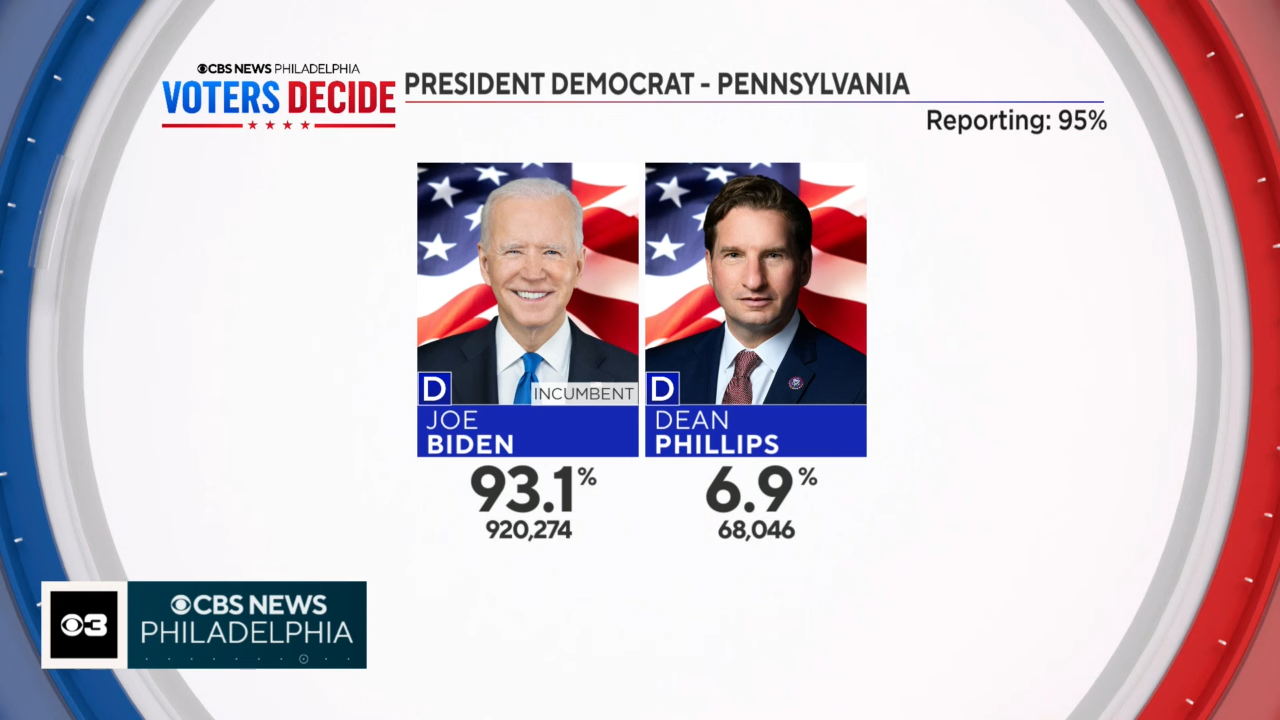 CBS NEWS PHILADELPHIA
VOTERS DECIDE
PRESIDENT DEMOCRAT - PENNSYLVANIA
Reporting: 95%
D
INCUMBENT
JOE
BIDEN
93.1%
920,274
D
DEAN
PHILLIPS
6.9%
68,046
3
CBS NEWS
PHILADELPHIA